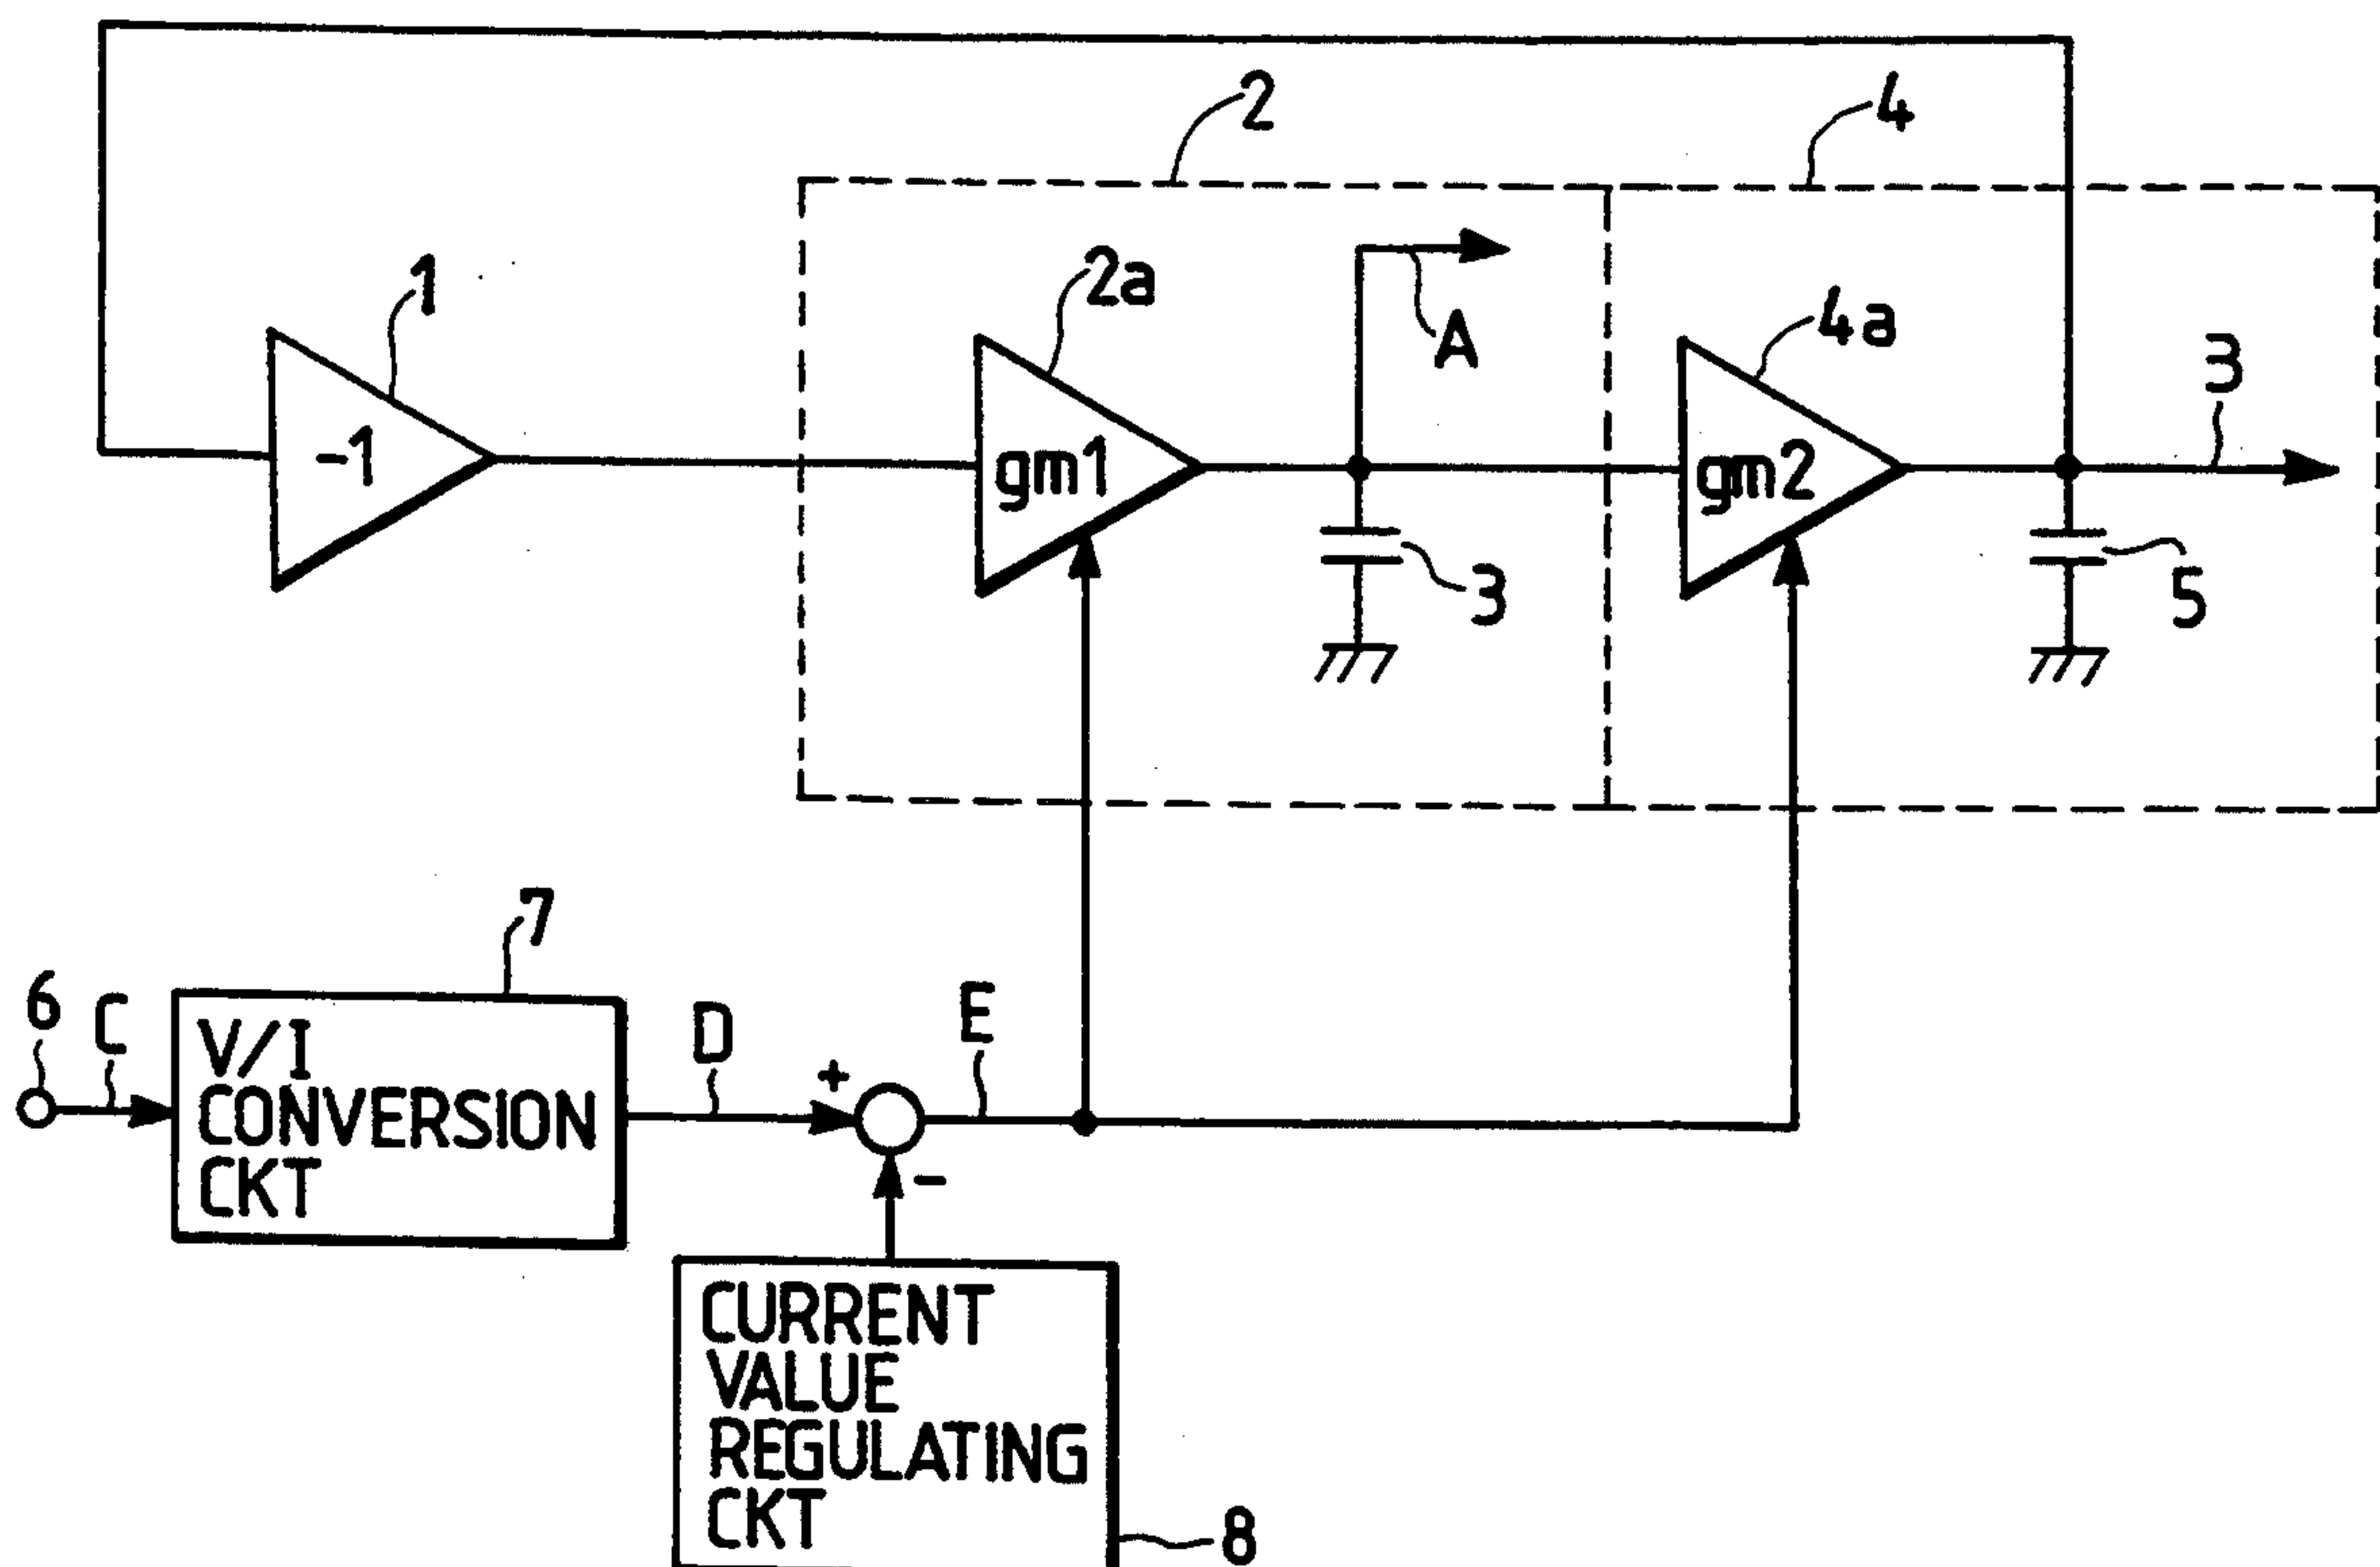 2
4
1
2a
A
4a
3
-1
gm1
gm2
3
5
7
6
C
V/I
CONVERSION
CKT
D
+
E
-
CURRENT
VALUE
REGULATING
CKT
8